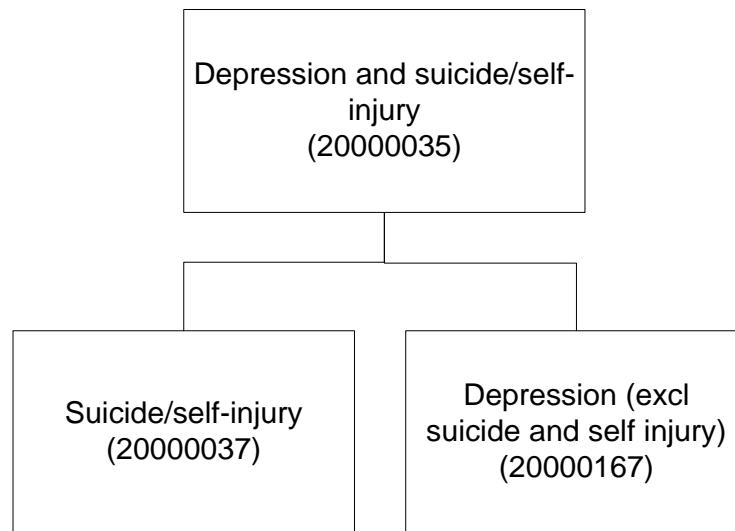 Depression and suicide/self-
injury
(20000035)
Suicide/self-injury
(20000037)
Depression (excl
suicide and self injury)
(20000167)